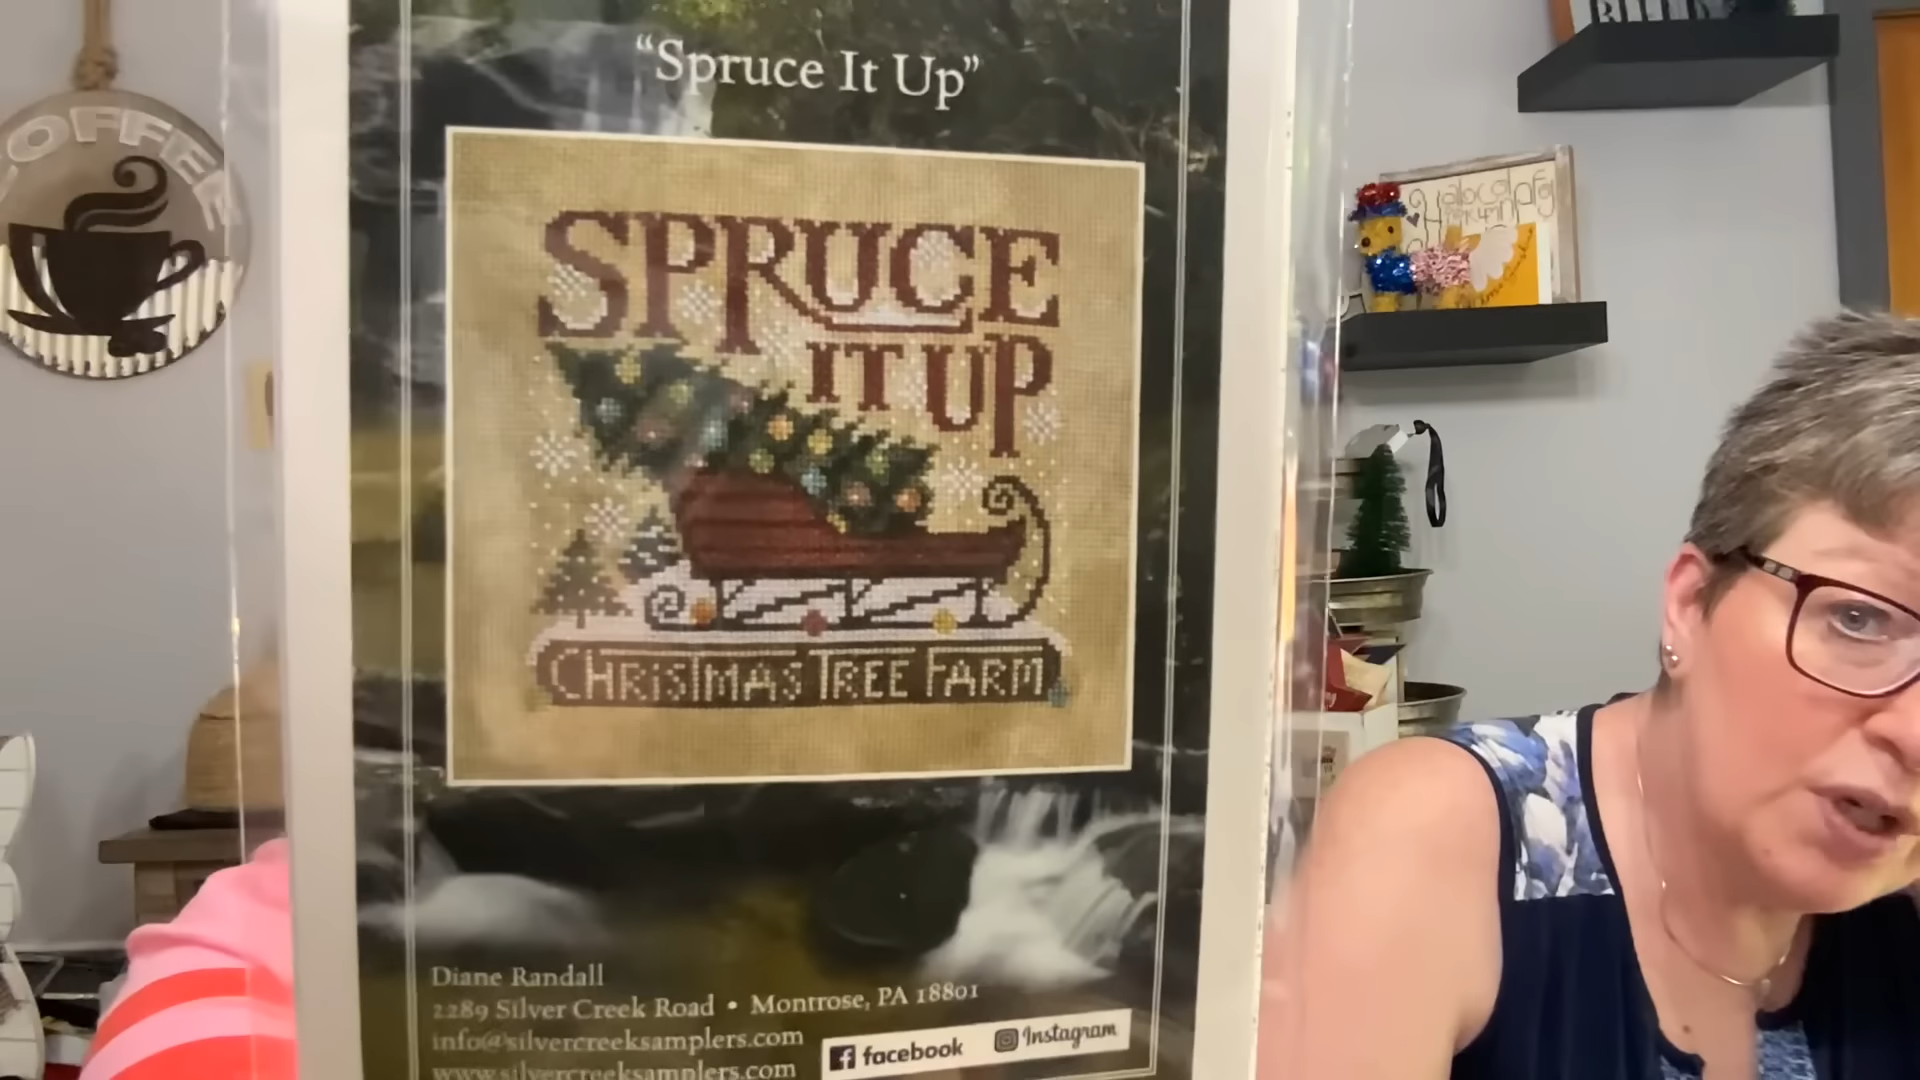 "Spruce It Up"
SPRUCE
IT UP
CHRISTMAS TREE FARM
Diane Randall
2289 Silver Creek Road • Montrose, PA 18801
info@silvercreeksamplers.com
www.silvercreeksamplers.com
facebook
Instagram
COFFEE